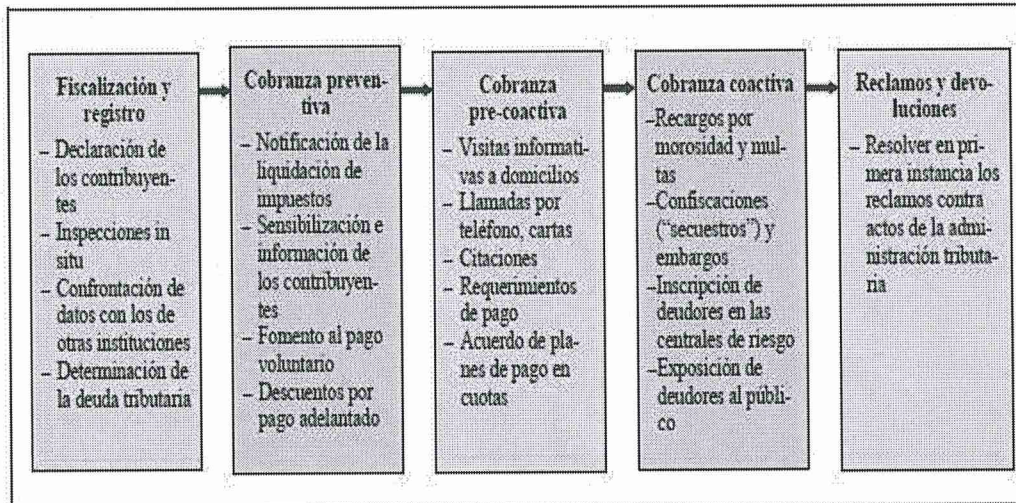 Fiscalización y
registro
– Declaración de
los contribuyen-
tes
– Inspecciones in
situ
– Confrontación de
datos con los de
otras instituciones
– Determinación de
la deuda tributaria
Cobranza preven-
tiva
– Notificación de la
liquidación de
impuestos
– Sensibilización e
información de
los contribuyen-
tes
– Fomento al pago
voluntario
– Descuentos por
pago adelantado
Cobranza
pre-coactiva
– Visitas informati-
vas a domicilios
– Llamadas por
teléfono, cartas
– Citaciones
– Requerimientos
de pago
– Acuerdo de pla-
nes de pago en
cuotas
Cobranza coactiva
–Recargos por
morosidad y mul-
tas
–Confiscaciones
(“secuestros”) y
embargos
–Inscripción de
deudores en las
centrales de riesgo
–Exposición de
deudores al públi-
co
Reclamos y devo-
luciones
– Resolver en pri-
mera instancia los
reclamos contra
actos de la admi-
nistración tributa-
ria